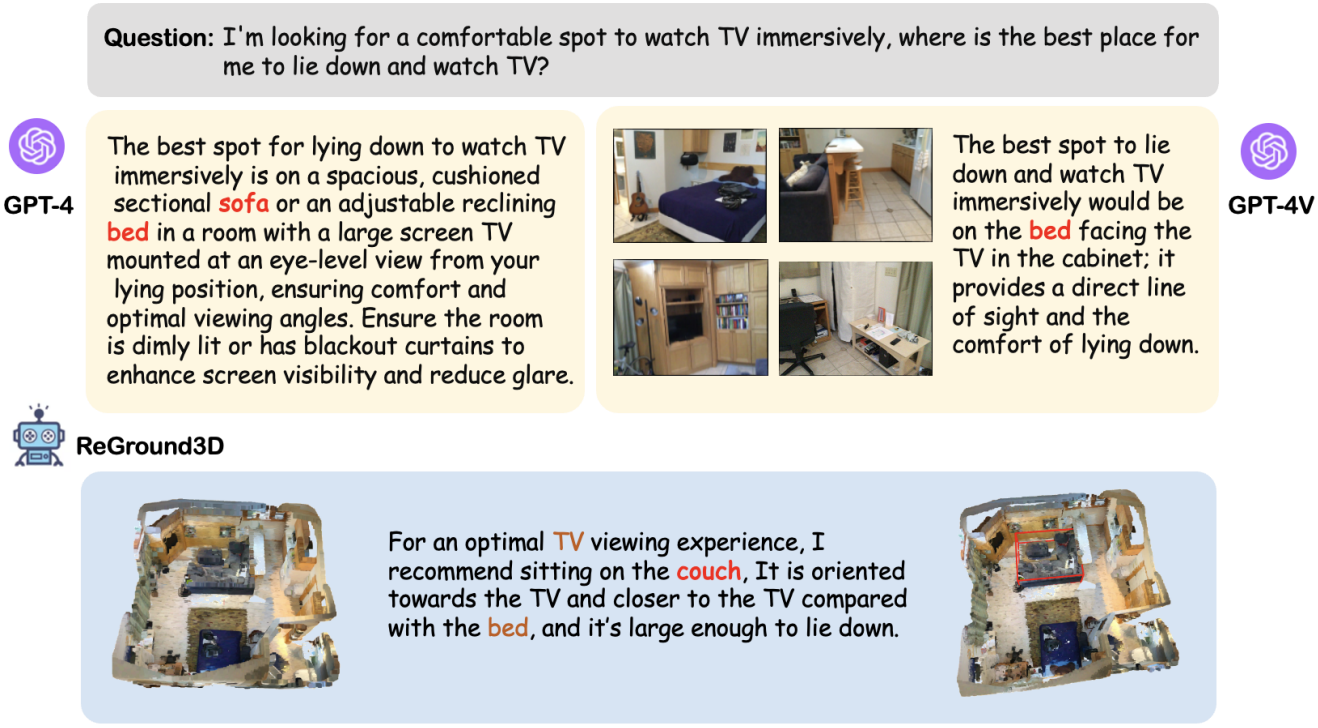 Question: I'm looking for a comfortable spot to watch TV immersively, where is the best place for
me to lie down and watch TV?
GPT-4
The best spot for lying down to watch TV
immersively is on a spacious, cushioned
sectional sofa or an adjustable reclining
bed in a room with a large screen TV
mounted at an eye-level view from your
lying position, ensuring comfort and
optimal viewing angles. Ensure the room
is dimly lit or has blackout curtains to
enhance screen visibility and reduce glare.
The best spot to lie
down and watch TV
immersively would be
on the bed facing the
TV in the cabinet; it
provides a direct line
of sight and the
comfort of lying down.
GPT-4V
ReGround3D
For an optimal TV viewing experience, I
recommend sitting on the couch, It is oriented
towards the TV and closer to the TV compared
with the bed, and it's large enough to lie down.